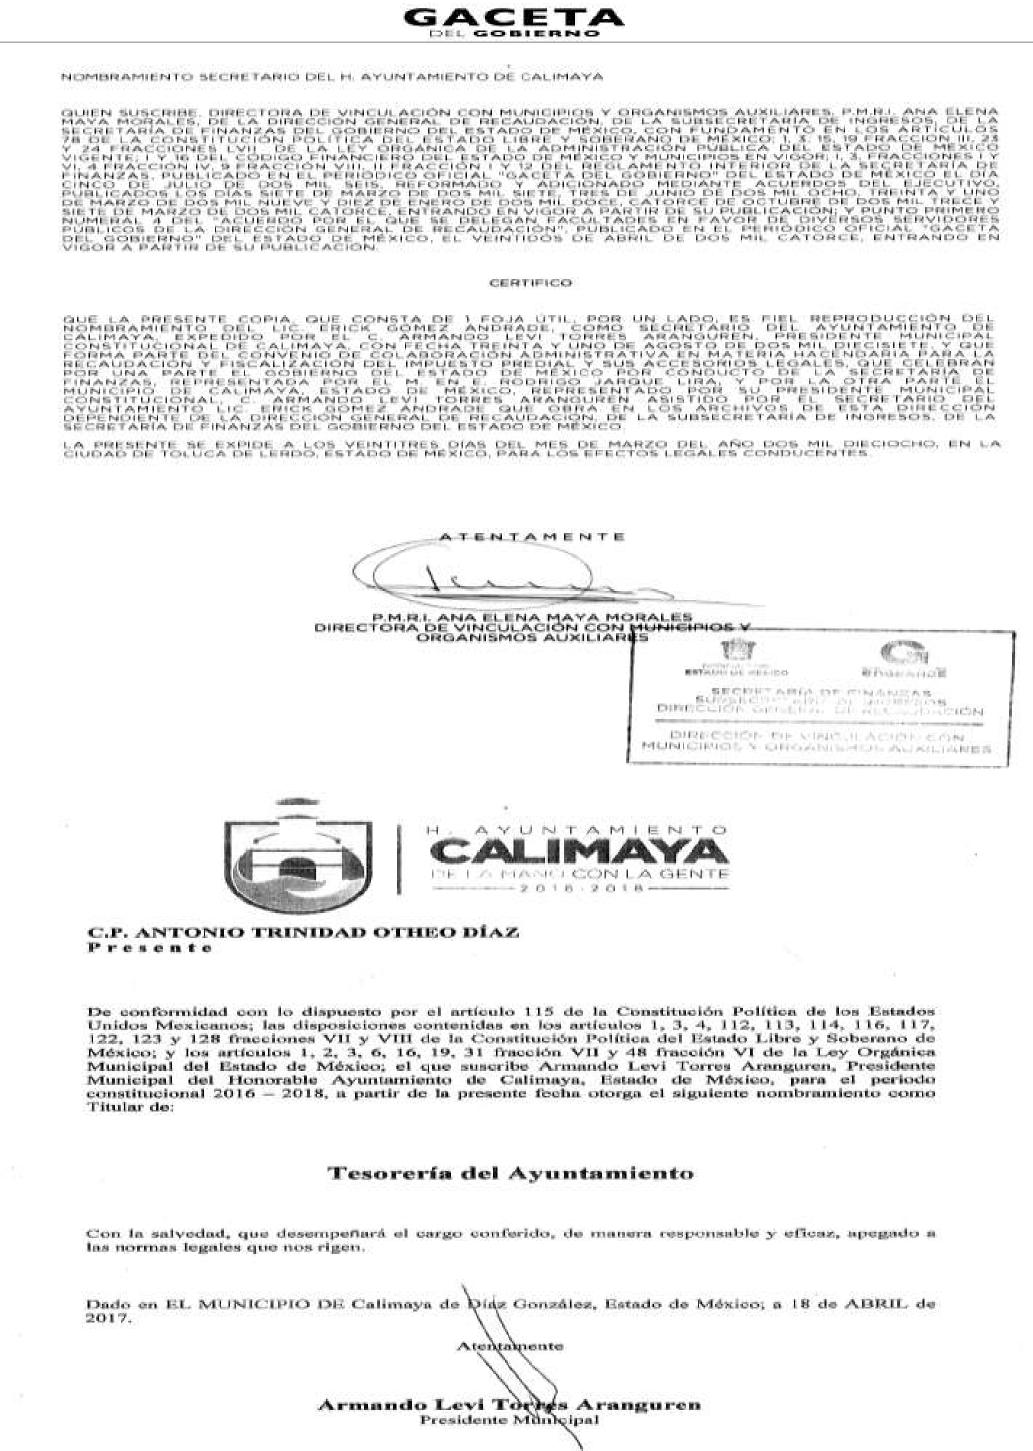 GACETA
DEL GOBIERNO
NOMBRAMIENTO SECRETARIO DEL H. AYUNTAMIENTO DE CALIMAYA
QUIEN SUSCRIBE, DIRECTORA DE VINCULACIÓN CON MUNICIPIOS Y ORGANISMOS AUXILIARES, P.M.R.I. ANA ELENA
MAYA MORALES, DE LA DIRECCIÓN GENERAL DE RECAUDACIÓN, DE LA SUBSECRETARÍA DE INGRESOS, DE LA
SECRETARÍA DE FINANZAS DEL GOBIERNO DEL ESTADO DE MÉXICO, CON FUNDAMENTO EN LOS ARTÍCULOS
78 DE LA CONSTITUCIÓN POLÍTICA DEL ESTADO LIBRE Y SOBERANO DE MÉXICO; 1, 3, 15, 19 FRACCIÓN III, 23
Y 24 FRACCIONES LVII DE LA LEY ORGÁNICA DE LA ADMINISTRACIÓN PÚBLICA DEL ESTADO DE MÉXICO
VIGENTE; 1 Y 16 DEL CÓDIGO FINANCIERO DEL ESTADO DE MÉXICO Y MUNICIPIOS EN VIGOR; 1, 3, FRACCIONES I Y
VI, 4 FRACCIÓN IV, 9 FRACCIÓN VIII, 11 FRACCIÓN I Y 12 DEL REGLAMENTO INTERIOR DE LA SECRETARÍA DE
FINANZAS, PUBLICADO EN EL PERIÓDICO OFICIAL "GACETA DEL GOBIERNO" DEL ESTADO DE MÉXICO EL DÍA
CINCO DE JULIO DE DOS MIL SEIS, REFORMADO Y ADICIONADO MEDIANTE ACUERDOS DEL EJECUTIVO,
PUBLICADOS LOS DÍAS SIETE DE MARZO DE DOS MIL SIETE, TRES DE JUNIO DE DOS MIL OCHO, TREINTA Y UNO
DE MARZO DE DOS MIL NUEVE Y DIEZ DE ENERO DE DOS MIL DOCE, CATORCE DE OCTUBRE DE DOS MIL TRECE Y
SIETE DE MARZO DE DOS MIL CATORCE, ENTRANDO EN VIGOR A PARTIR DE SU PUBLICACIÓN; Y PUNTO PRIMERO
NUMERAL 4 DEL "ACUERDO POR EL QUE SE DELEGAN FACULTADES EN FAVOR DE DIVERSOS SERVIDORES
PÚBLICOS DE LA DIRECCIÓN GENERAL DE RECAUDACIÓN", PUBLICADO EN EL PERIÓDICO OFICIAL "GACETA
DEL GOBIERNO" DEL ESTADO DE MÉXICO, EL VEINTIDÓS DE ABRIL DE DOS MIL CATORCE, ENTRANDO EN
VIGOR A PARTIR DE SU PUBLICACIÓN.
CERTIFICO
QUE LA PRESENTE COPIA, QUE CONSTA DE 1 FOJA ÚTIL, POR UN LADO, ES FIEL REPRODUCCIÓN DEL
NOMBRAMIENTO DEL LIC. ERICK GÓMEZ ANDRADE, COMO SECRETARIO DEL AYUNTAMIENTO DE
CALIMAYA, EXPEDIDO POR EL C. ARMANDO LEVI TORRES ARANGUREN, PRESIDENTE MUNICIPAL
CONSTITUCIONAL DE CALIMAYA, CON FECHA TREINTA Y UNO DE AGOSTO DE DOS MIL DIECISIETE, Y QUE
FORMA PARTE DEL CONVENIO DE COLABORACIÓN ADMINISTRATIVA EN MATERIA HACENDARIA PARA LA
RECAUDACIÓN Y FISCALIZACIÓN DEL IMPUESTO PREDIAL Y SUS ACCESORIOS LEGALES, QUE CELEBRAN
POR UNA PARTE EL GOBIERNO DEL ESTADO DE MÉXICO POR CONDUCTO DE LA SECRETARÍA DE
FINANZAS, REPRESENTADA POR EL M. EN E. RODRIGO JARQUE LIRA, Y POR LA OTRA PARTE EL
MUNICIPIO DE CALIMAYA, ESTADO DE MÉXICO, REPRESENTADO POR SU PRESIDENTE MUNICIPAL
CONSTITUCIONAL, C. ARMANDO LEVI TORRES ARANGUREN ASISTIDO POR EL SECRETARIO DEL
AYUNTAMIENTO LIC. ERICK GÓMEZ ANDRADE QUE OBRA EN LOS ARCHIVOS DE ESTA DIRECCIÓN
DEPENDIENTE DE LA DIRECCIÓN GENERAL DE RECAUDACIÓN, DE LA SUBSECRETARÍA DE INGRESOS, DE LA
SECRETARÍA DE FINANZAS DEL GOBIERNO DEL ESTADO DE MÉXICO.
LA PRESENTE SE EXPIDE A LOS VEINTITRES DÍAS DEL MES DE MARZO DEL AÑO DOS MIL DIECIOCHO, EN LA
CIUDAD DE TOLUCA DE LERDO, ESTADO DE MÉXICO, PARA LOS EFECTOS LEGALES CONDUCENTES.
ATENTAMENTE
P.M.R.I. ANA ELENA MAYA MORALES
DIRECTORA DE VINCULACIÓN CON MUNICIPIOS Y
ORGANISMOS AUXILIARES
ESTADO DE MÉXICO
SECRETARÍA DE FINANZAS
SUBSECRETARÍA DE INGRESOS
DIRECCIÓN GENERAL DE RECAUDACIÓN
DIRECCIÓN DE VINCULACIÓN CON
MUNICIPIOS Y ORGANISMOS AUXILIARES
H. AYUNTAMIENTO
CALIMAYA
DE LA MANO CON LA GENTE
2016-2018
C.P. ANTONIO TRINIDAD OTHEO DÍAZ
Presente
De conformidad con lo dispuesto por el artículo 115 de la Constitución Política de los Estados
Unidos Mexicanos; las disposiciones contenidas en los artículos 1, 3, 4, 112, 113, 114, 116, 117,
122, 123 y 128 fracciones VII y VIII de la Constitución Política del Estado Libre y Soberano de
México; y los artículos 1, 2, 3, 6, 16, 19, 31 fracción VII y 48 fracción VI de la Ley Orgánica
Municipal del Estado de México; el que suscribe Armando Levi Torres Aranguren, Presidente
Municipal del Honorable Ayuntamiento de Calimaya, Estado de México, para el periodo
constitucional 2016 – 2018, a partir de la presente fecha otorga el siguiente nombramiento como
Titular de:
Tesorería del Ayuntamiento
Con la salvedad, que desempeñará el cargo conferido, de manera responsable y eficaz, apegado a
las normas legales que nos rigen.
Dado en EL MUNICIPIO DE Calimaya de Díaz González, Estado de México; a 18 de ABRIL de
2017.
Atentamente
Armando Levi Torres Aranguren
Presidente Municipal